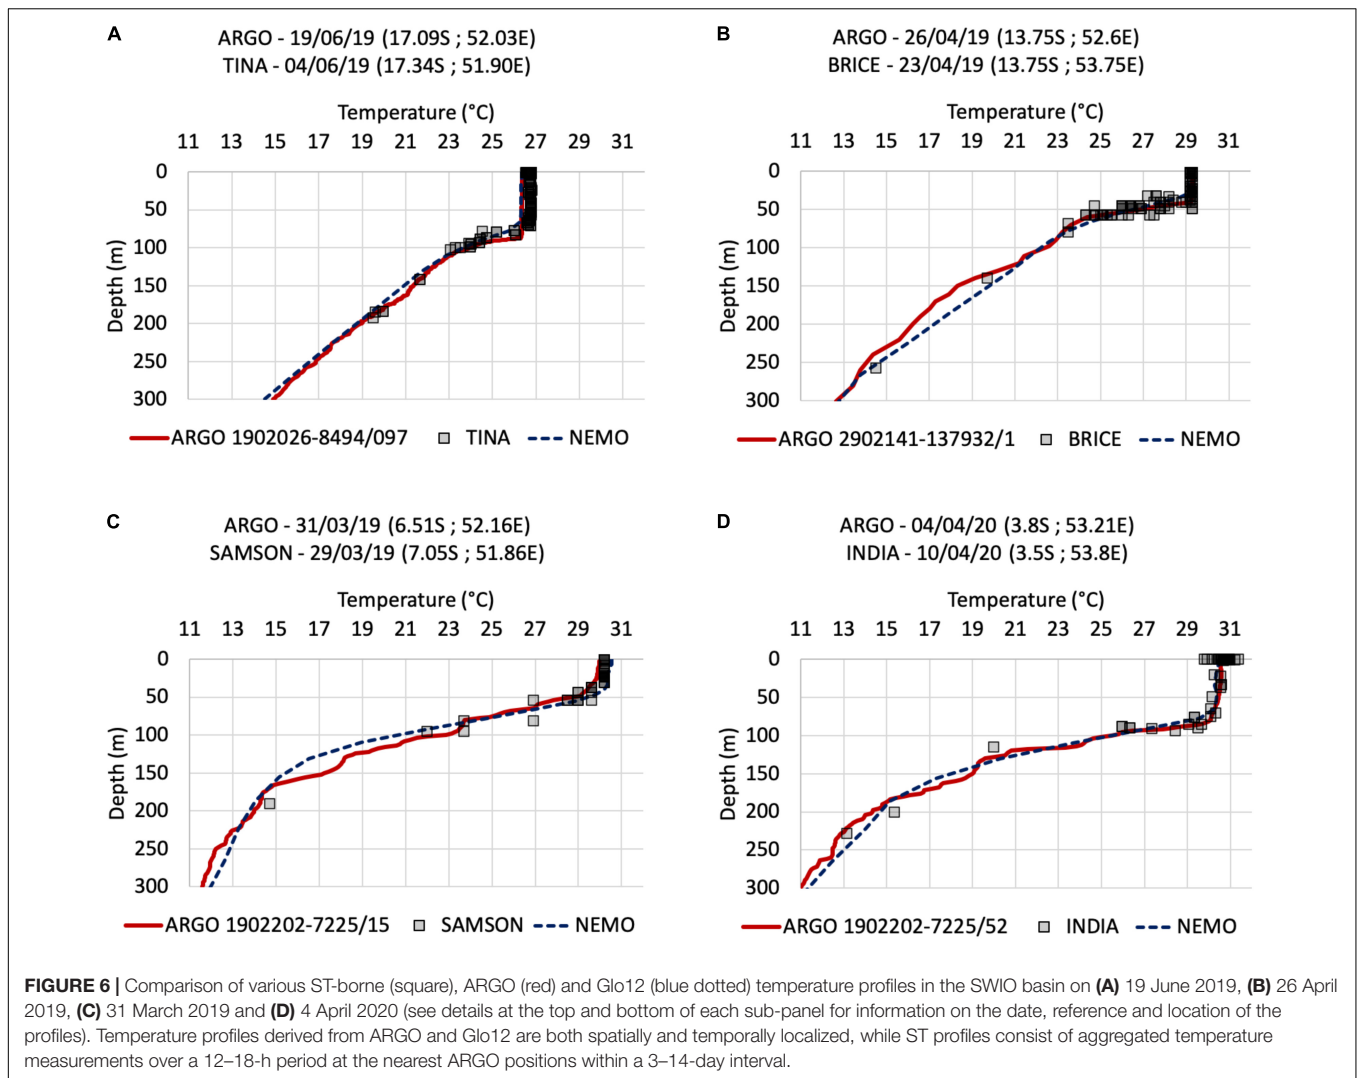 A
ARGO - 19/06/19 (17.09S ; 52.03E)
TINA - 04/06/19 (17.34S ; 51.90E)
Temperature (°C)
11 13 15 17 19 21 23 25 27 29 31
Depth (m)
0
50
100
150
200
250
300
ARGO 1902026-8494/097 TINA NEMO
B
ARGO - 26/04/19 (13.75S ; 52.6E)
BRICE - 23/04/19 (13.75S ; 53.75E)
Temperature (°C)
11 13 15 17 19 21 23 25 27 29 31
Depth (m)
0
50
100
150
200
250
300
ARGO 2902141-137932/1 BRICE NEMO
C
ARGO - 31/03/19 (6.51S ; 52.16E)
SAMSON - 29/03/19 (7.05S ; 51.86E)
Temperature (°C)
11 13 15 17 19 21 23 25 27 29 31
Depth (m)
0
50
100
150
200
250
300
ARGO 1902202-7225/15 SAMSON NEMO
D
ARGO - 04/04/20 (3.8S ; 53.21E)
INDIA - 10/04/20 (3.5S ; 53.8E)
Temperature (°C)
11 13 15 17 19 21 23 25 27 29 31
Depth (m)
0
50
100
150
200
250
300
ARGO 1902202-7225/52 INDIA NEMO
FIGURE 6 | Comparison of various ST-borne (square), ARGO (red) and Glo12 (blue dotted) temperature profiles in the SWIO basin on (A) 19 June 2019, (B) 26 April
2019, (C) 31 March 2019 and (D) 4 April 2020 (see details at the top and bottom of each sub-panel for information on the date, reference and location of the
profiles). Temperature profiles derived from ARGO and Glo12 are both spatially and temporally localized, while ST profiles consist of aggregated temperature
measurements over a 12–18-h period at the nearest ARGO positions within a 3–14-day interval.